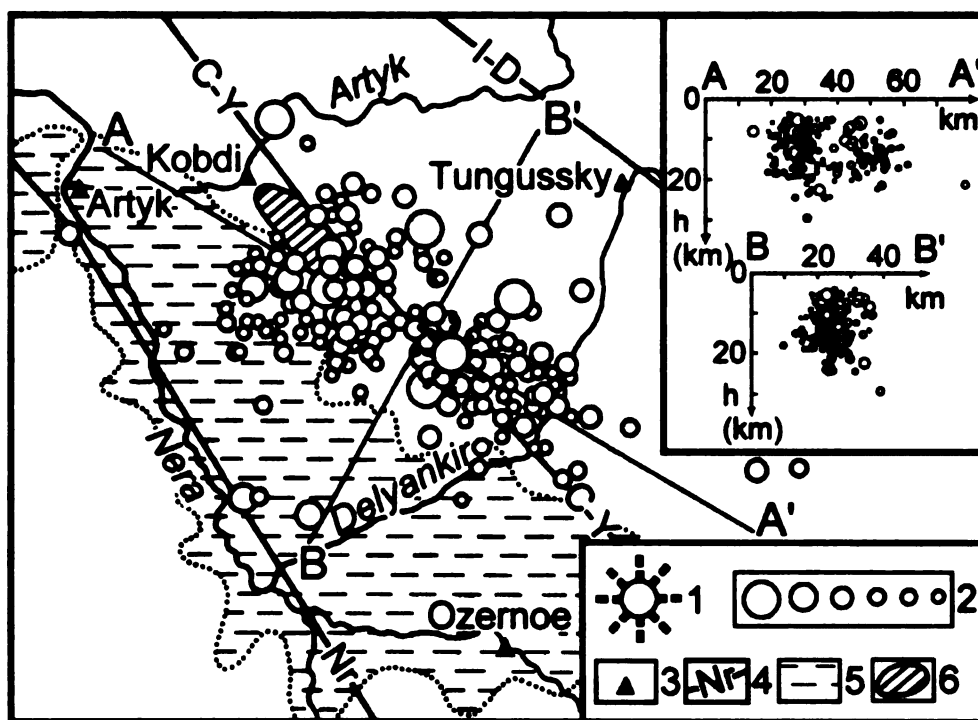 C-Y
I-D
Artyk
A
B'
Kobdi
Tungussky
Artyk
Nera
Delyankir
B
C-Y
A'
Ozernoe
Nr
A 20 40 60 A'
0
km
20
h
(km)
B 20 40 B'
0
km
20
h
(km)
1
2
3
Nr
4
5
6